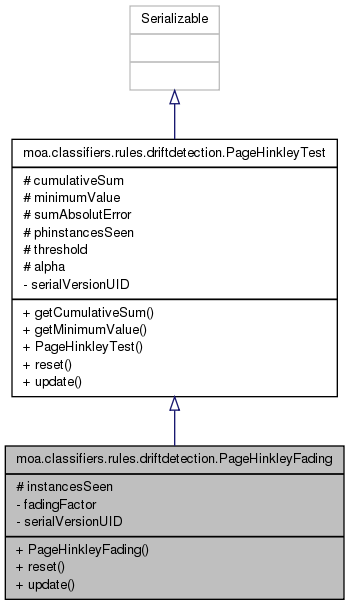 Serializable
moa.classifiers.rules.driftdetection.PageHinkleyTest
# cumulativeSum
# minimumValue
# sumAbsolutError
# phinstancesSeen
# threshold
# alpha
- serialVersionUID
+ getCumulativeSum()
+ getMinimumValue()
+ PageHinkleyTest()
+ reset()
+ update()
moa.classifiers.rules.driftdetection.PageHinkleyFading
# instancesSeen
- fadingFactor
- serialVersionUID
+ PageHinkleyFading()
+ reset()
+ update()